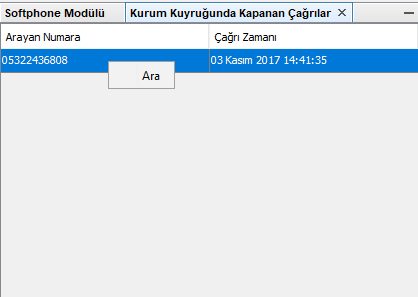 Softphone Modülü Kurum Kuyruğunda Kapanan Çağrılar
Arayan Numara Çağrı Zamanı
05322436808 03 Kasım 2017 14:41:35
Ara